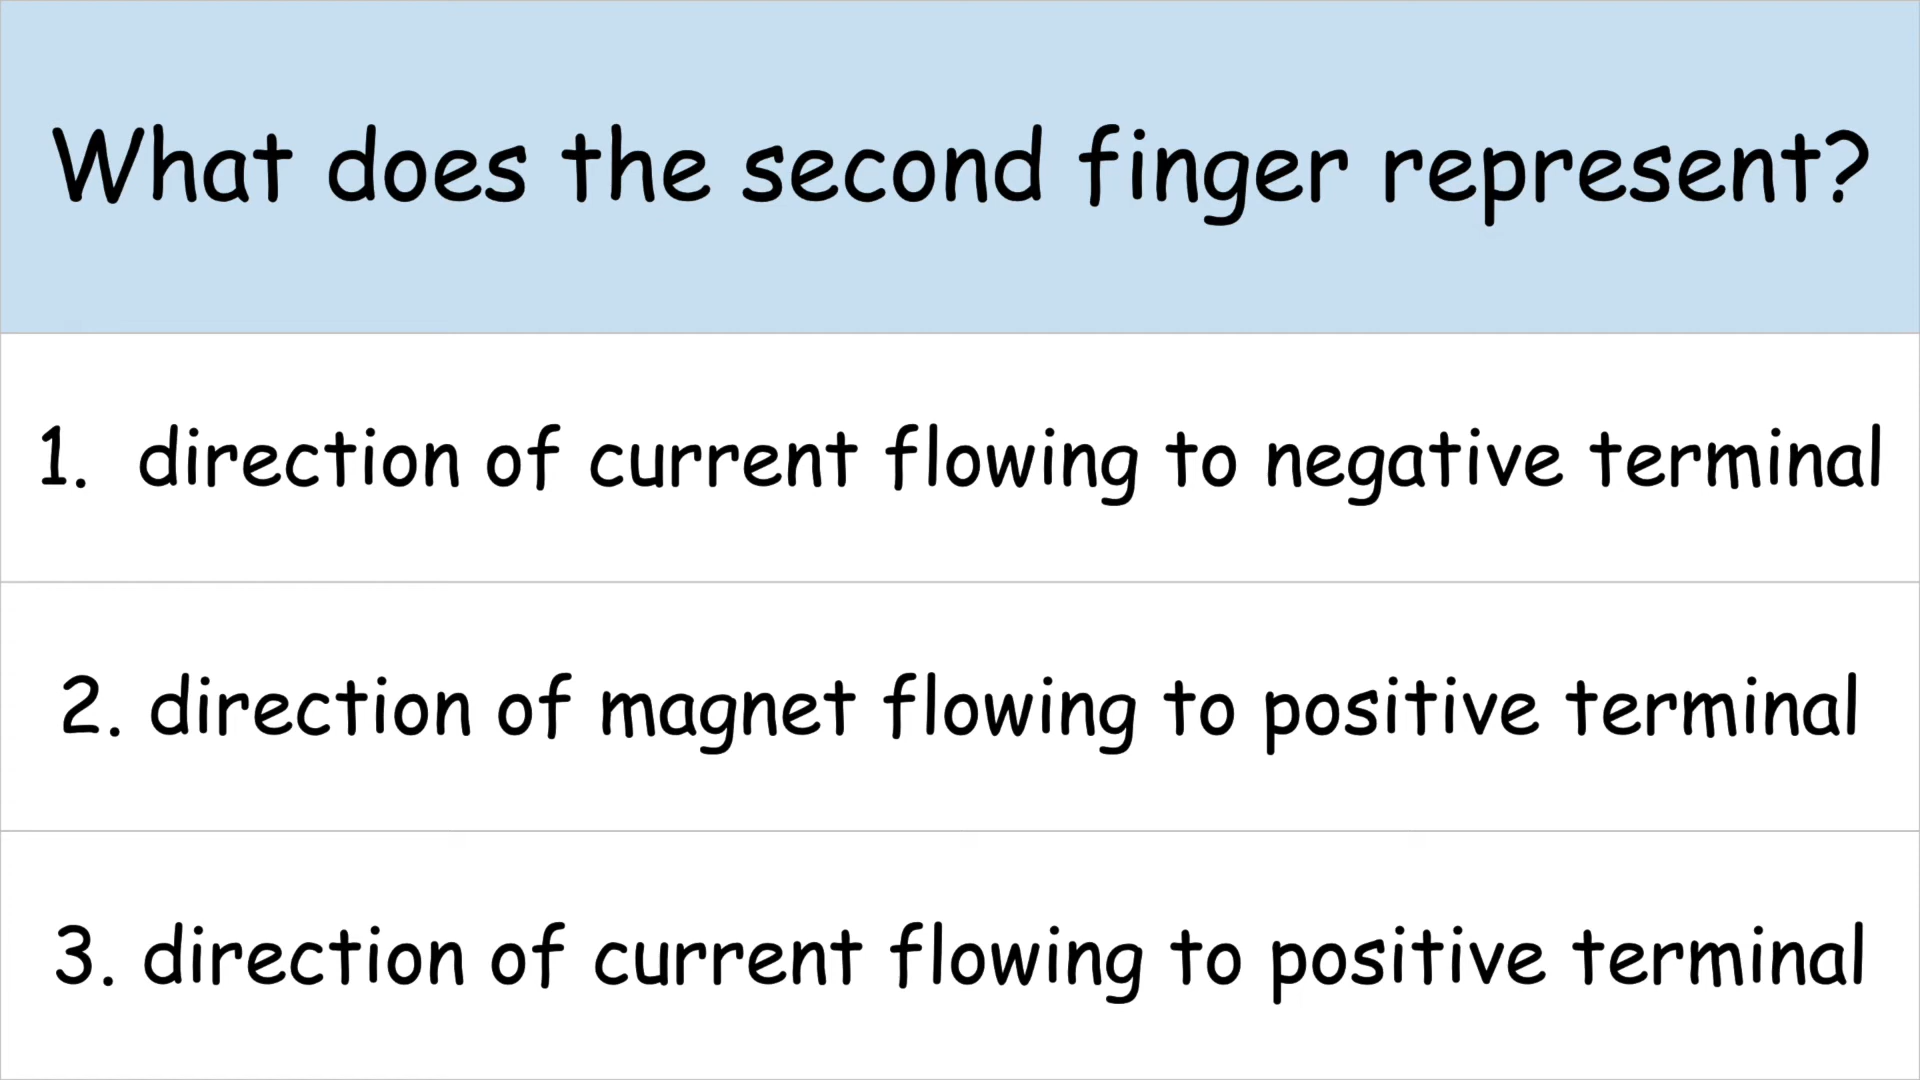 What does the second finger represent?
1. direction of current flowing to negative terminal
2. direction of magnet flowing to positive terminal
3. direction of current flowing to positive terminal